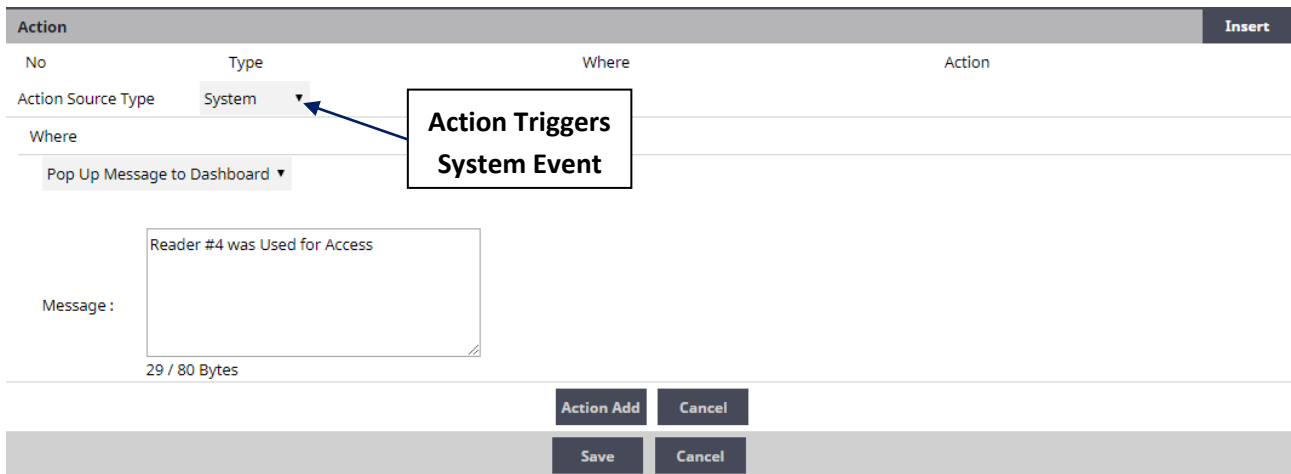 Action Insert
No Type Where Action
Action Source Type System
Action Triggers
System Event
Where
Pop Up Message to Dashboard
Reader #4 was Used for Access
Message :
29 / 80 Bytes
Action Add Cancel
Save Cancel